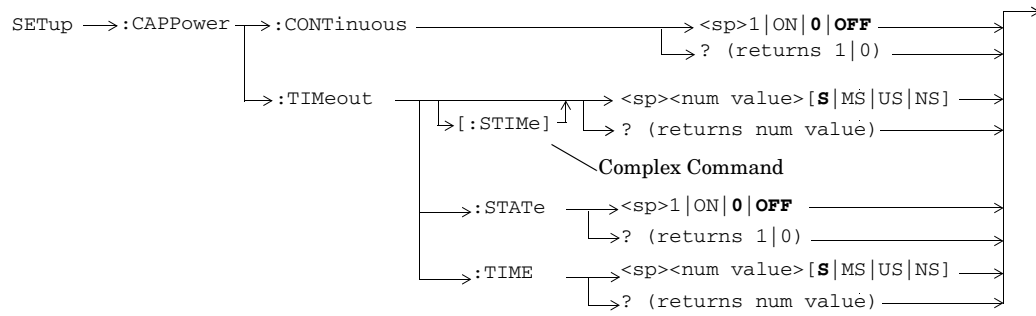 SETup :CAPPower :CONTinuous <sp>1|ON|0|OFF
? (returns 1|0)
:TIMeout <sp><num value>[S|MS|US|NS]
[:STIMe] ? (returns num value)
Complex Command
:STATe <sp>1|ON|0|OFF
? (returns 1|0)
:TIME <sp><num value>[S|MS|US|NS]
? (returns num value)